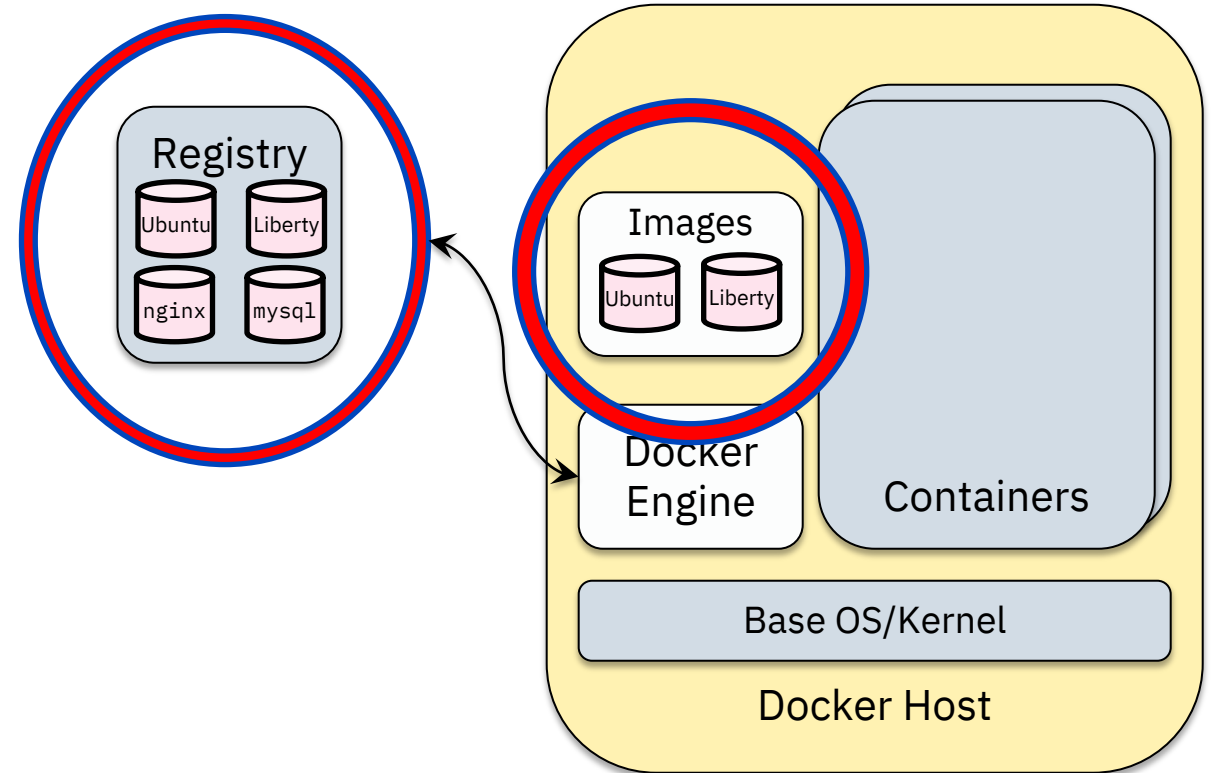 Registry
Ubuntu
Liberty
nginx
mysql
Images
Ubuntu
Liberty
Docker
Engine
Containers
Base OS/Kernel
Docker Host